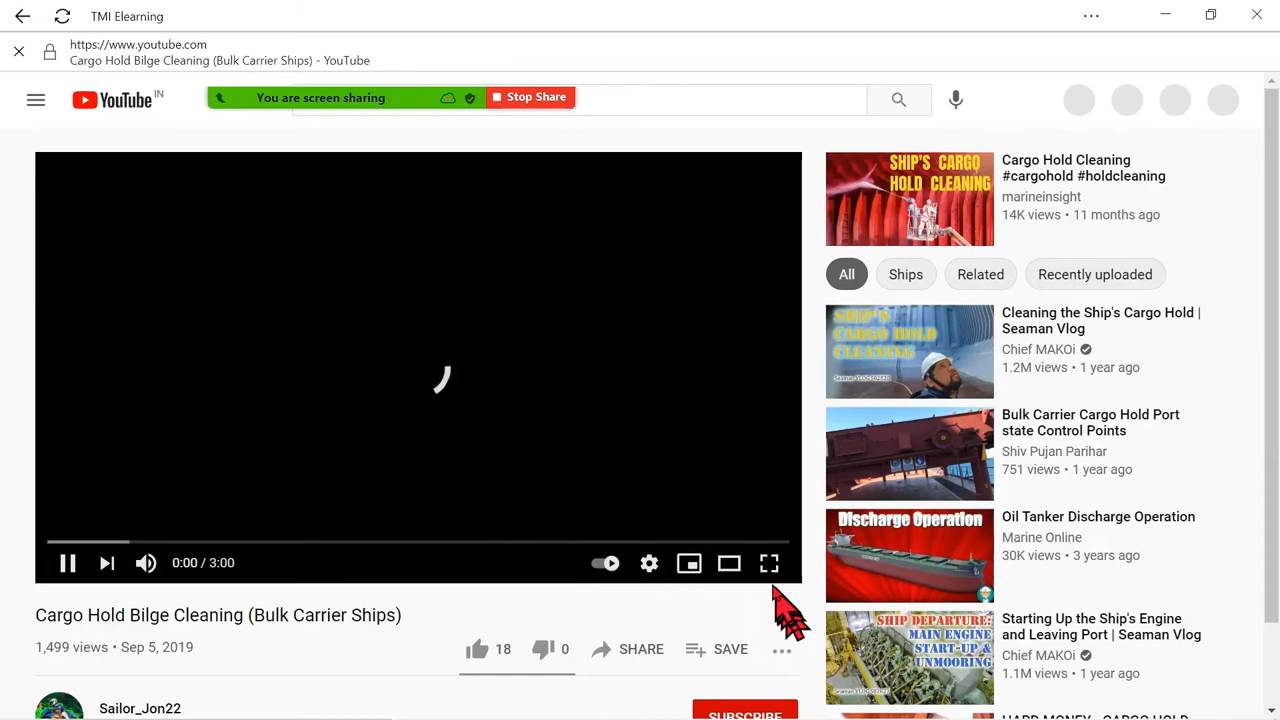 TMI Elearning
https://www.youtube.com
Cargo Hold Bilge Cleaning (Bulk Carrier Ships) - YouTube
YouTube IN
You are screen sharing
Stop Share
0:00 / 3:00
Cargo Hold Bilge Cleaning (Bulk Carrier Ships)
1,499 views • Sep 5, 2019
18
0
SHARE
SAVE
Sailor_Jon22
SUBSCRIBE
SHIP'S CARGO
HOLD CLEANING
Cargo Hold Cleaning
#cargohold #holdcleaning
marineinsight
14K views • 11 months ago
All
Ships
Related
Recently uploaded
SHIP'S
CARGO HOLD
CLEANING
Cleaning the Ship's Cargo Hold |
Seaman Vlog
Chief MAKOi
1.2M views • 1 year ago
Bulk Carrier Cargo Hold Port
state Control Points
Shiv Pujan Parihar
751 views • 1 year ago
Discharge Operation
Oil Tanker Discharge Operation
Marine Online
30K views • 3 years ago
SHIP DEPARTURE:
MAIN ENGINE
START-UP &
UNMOORING
Starting Up the Ship's Engine
and Leaving Port | Seaman Vlog
Chief MAKOi
1.1M views • 1 year ago
HARD MONEY - CARGO HOLD